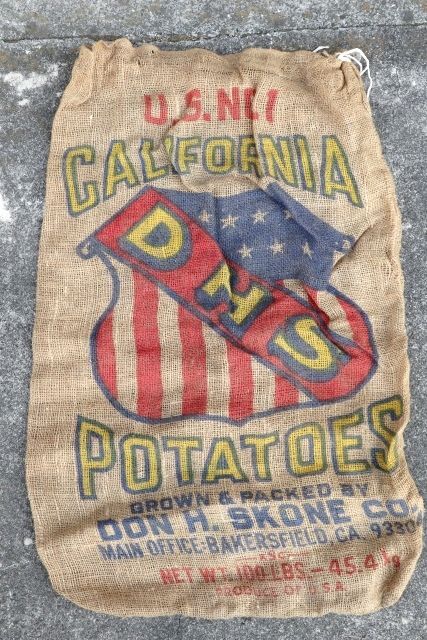 U.S. NO.1
CALIFORNIA
DHS
POTATOES
GROWN & PACKED BY
DON H. SKONE CO.
MAIN OFFICE: BAKERSFIELD, CA. 9330
NET WT. 100 LBS. - 45.4 Kg
PRODUCE OF U.S.A.